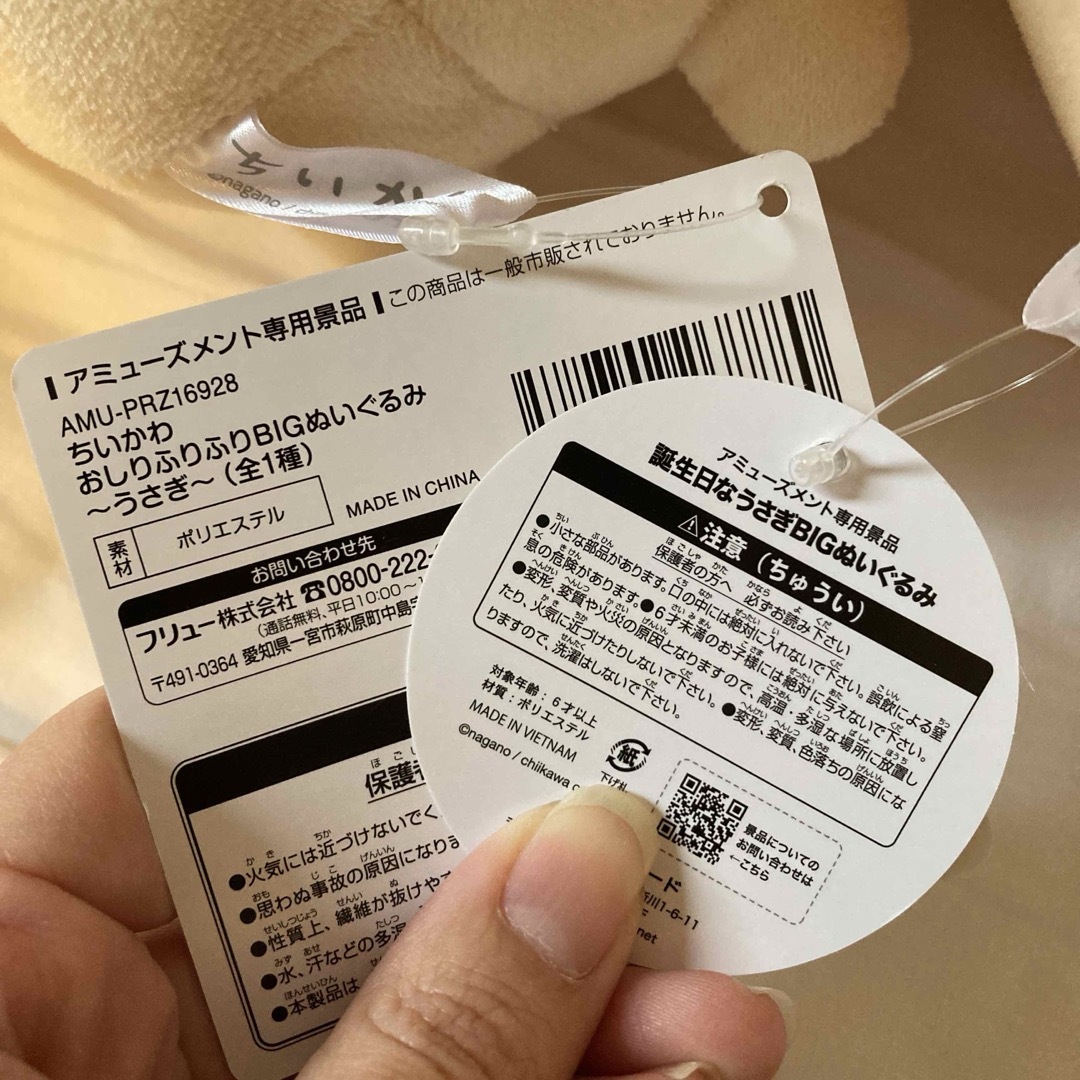 ちいか
©nagano /
アミューズメント専用景品
この商品は一般市販されておりません。
AMU-PRZ16928
ちいかわ
おしりふりふりBIGぬいぐるみ
～うさぎ～（全1種）
素材
ポリエステル
MADE IN CHINA
お問い合わせ先
フリュー株式会社 ☎0800-222-
（通話無料、平日10:00～
〒491-0364 愛知県一宮市萩原町中島
保護者
●火気には近づけないでく
●思わぬ事故の原因になりま
●性質上、繊維が抜けや
●水、汗などの多
●本製品は
アミューズメント専用景品
誕生日なうさぎBIGぬいぐるみ
⚠注意（ちゅうい）
保護者の方へ 必ずお読み下さい
●小さな部品があります。口の中には絶対に入れないで下さい。誤飲による窒
息の危険があります。●6才未満のお子様には絶対に与えないで下さい。
●変形、変質や火災の原因となりますので、高温・多湿な場所に放置し
たり、火気に近づけたりしないで下さい。●変形、変質、色落ちの原因にな
りますので、洗濯はしないで下さい。
対象年齢：6才以上
材質：ポリエステル
MADE IN VIETNAM
©nagano / chiikawa
紙
下げ札
景品についての
お問い合わせは
←こちら
ード
川1-6-11
net